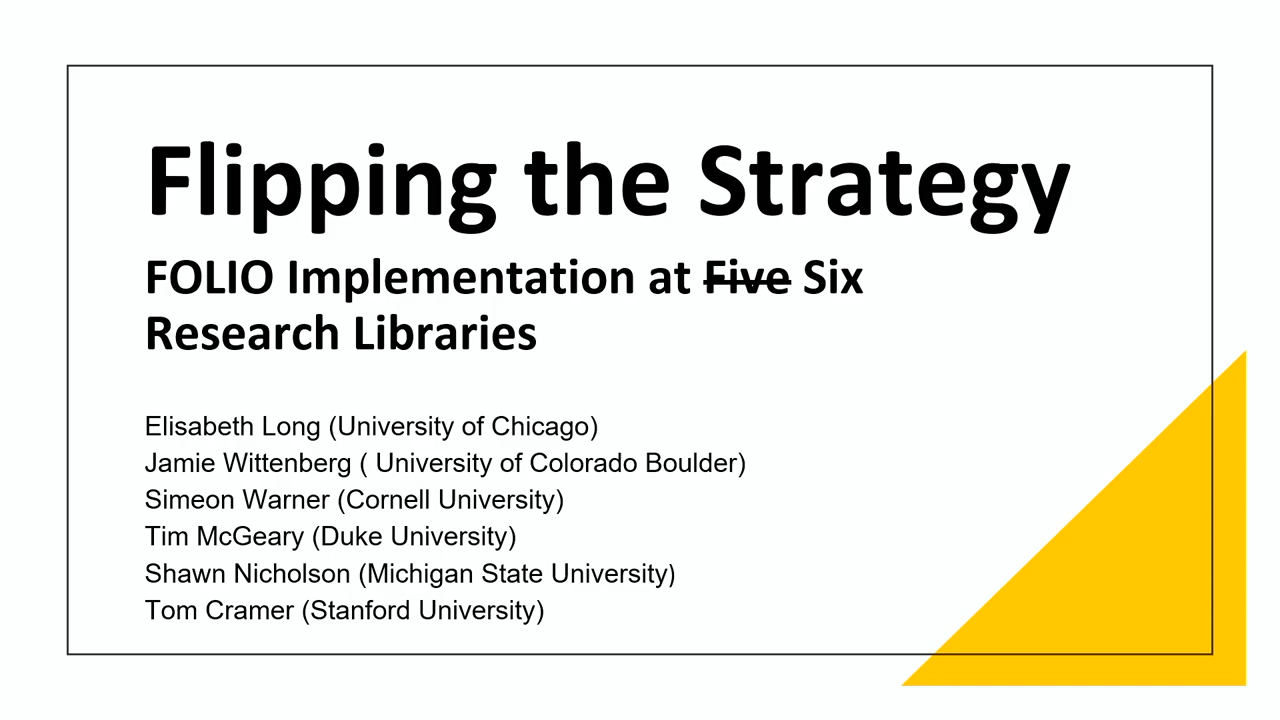 Flipping the Strategy
FOLIO Implementation at Five Six
Research Libraries
Elisabeth Long (University of Chicago)
Jamie Wittenberg ( University of Colorado Boulder)
Simeon Warner (Cornell University)
Tim McGeary (Duke University)
Shawn Nicholson (Michigan State University)
Tom Cramer (Stanford University)